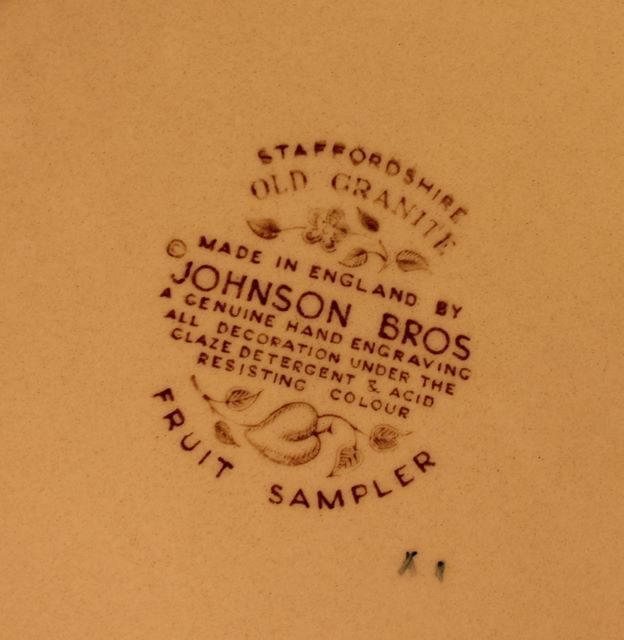 STAFFORDSHIRE
OLD GRANITE
© MADE IN ENGLAND BY
JOHNSON BROS
A GENUINE HAND ENGRAVING
ALL DECORATION UNDER THE
GLAZE DETERGENT & ACID
RESISTING COLOUR
FRUIT SAMPLER